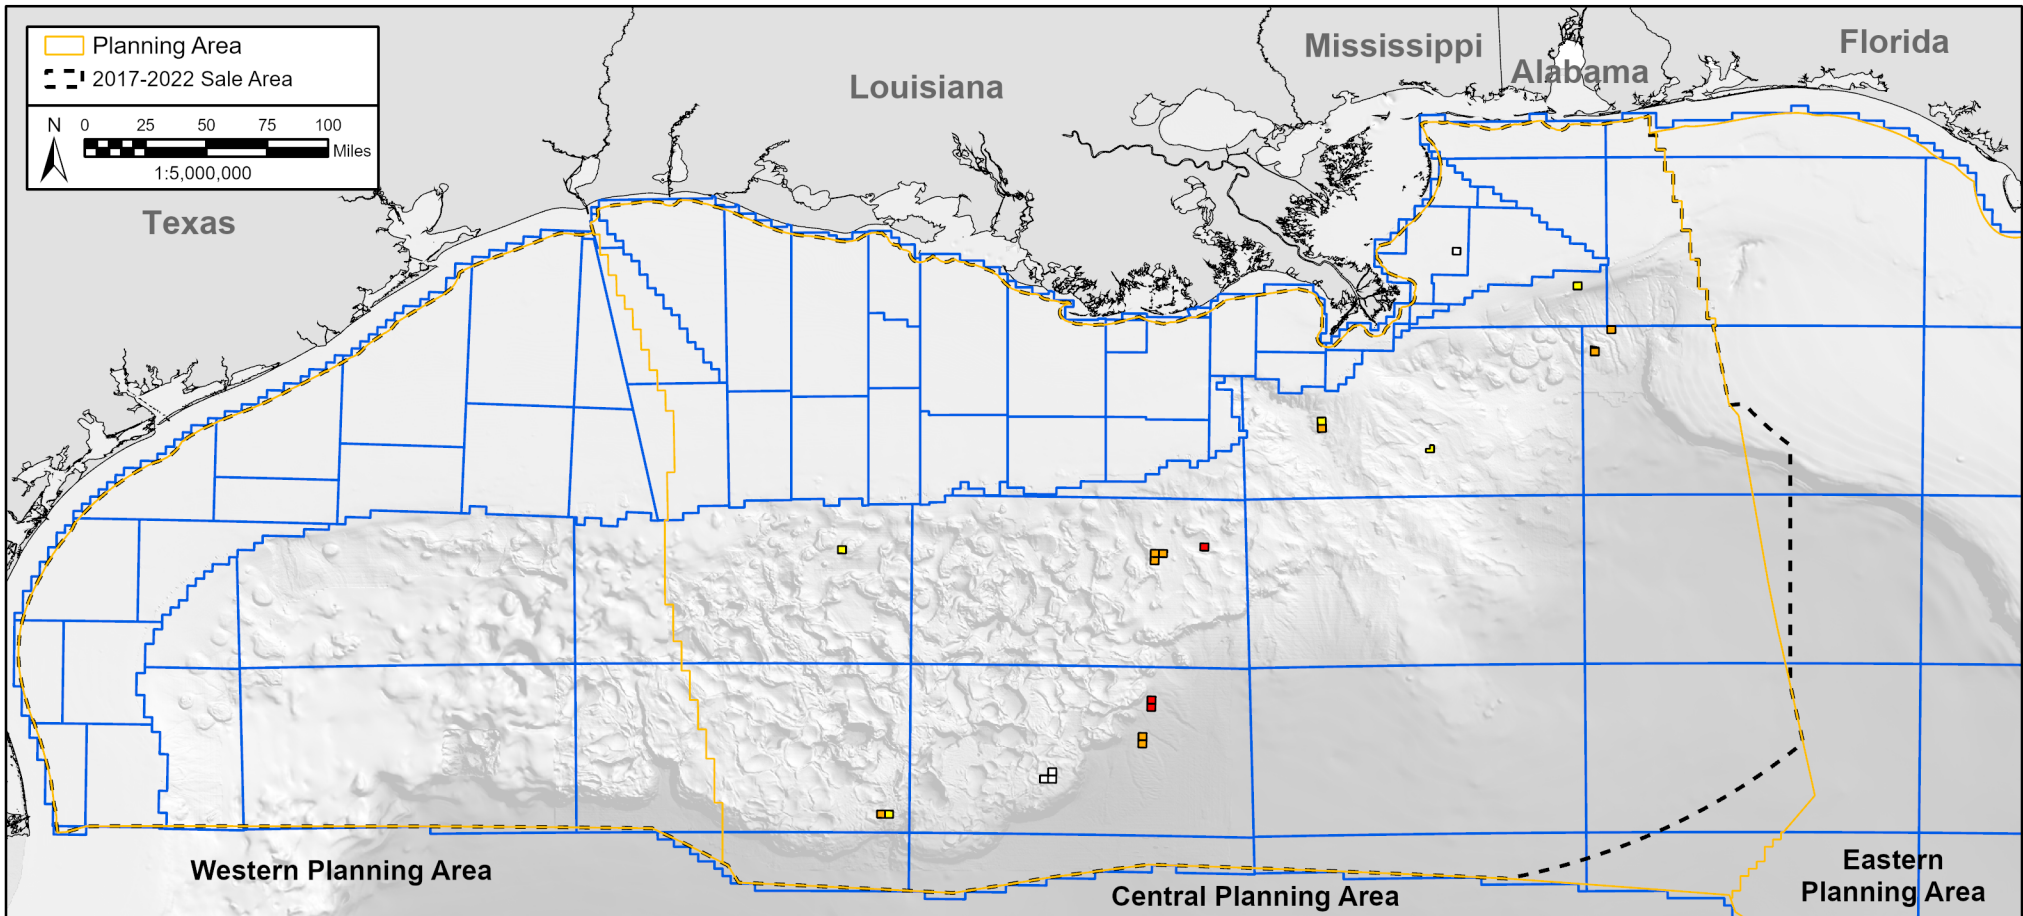 Planning Area
2017-2022 Sale Area
N 0 25 50 75 100
Miles
1:5,000,000
Texas
Louisiana
Mississippi
Alabama
Florida
Western Planning Area
Central Planning Area
Eastern
Planning Area